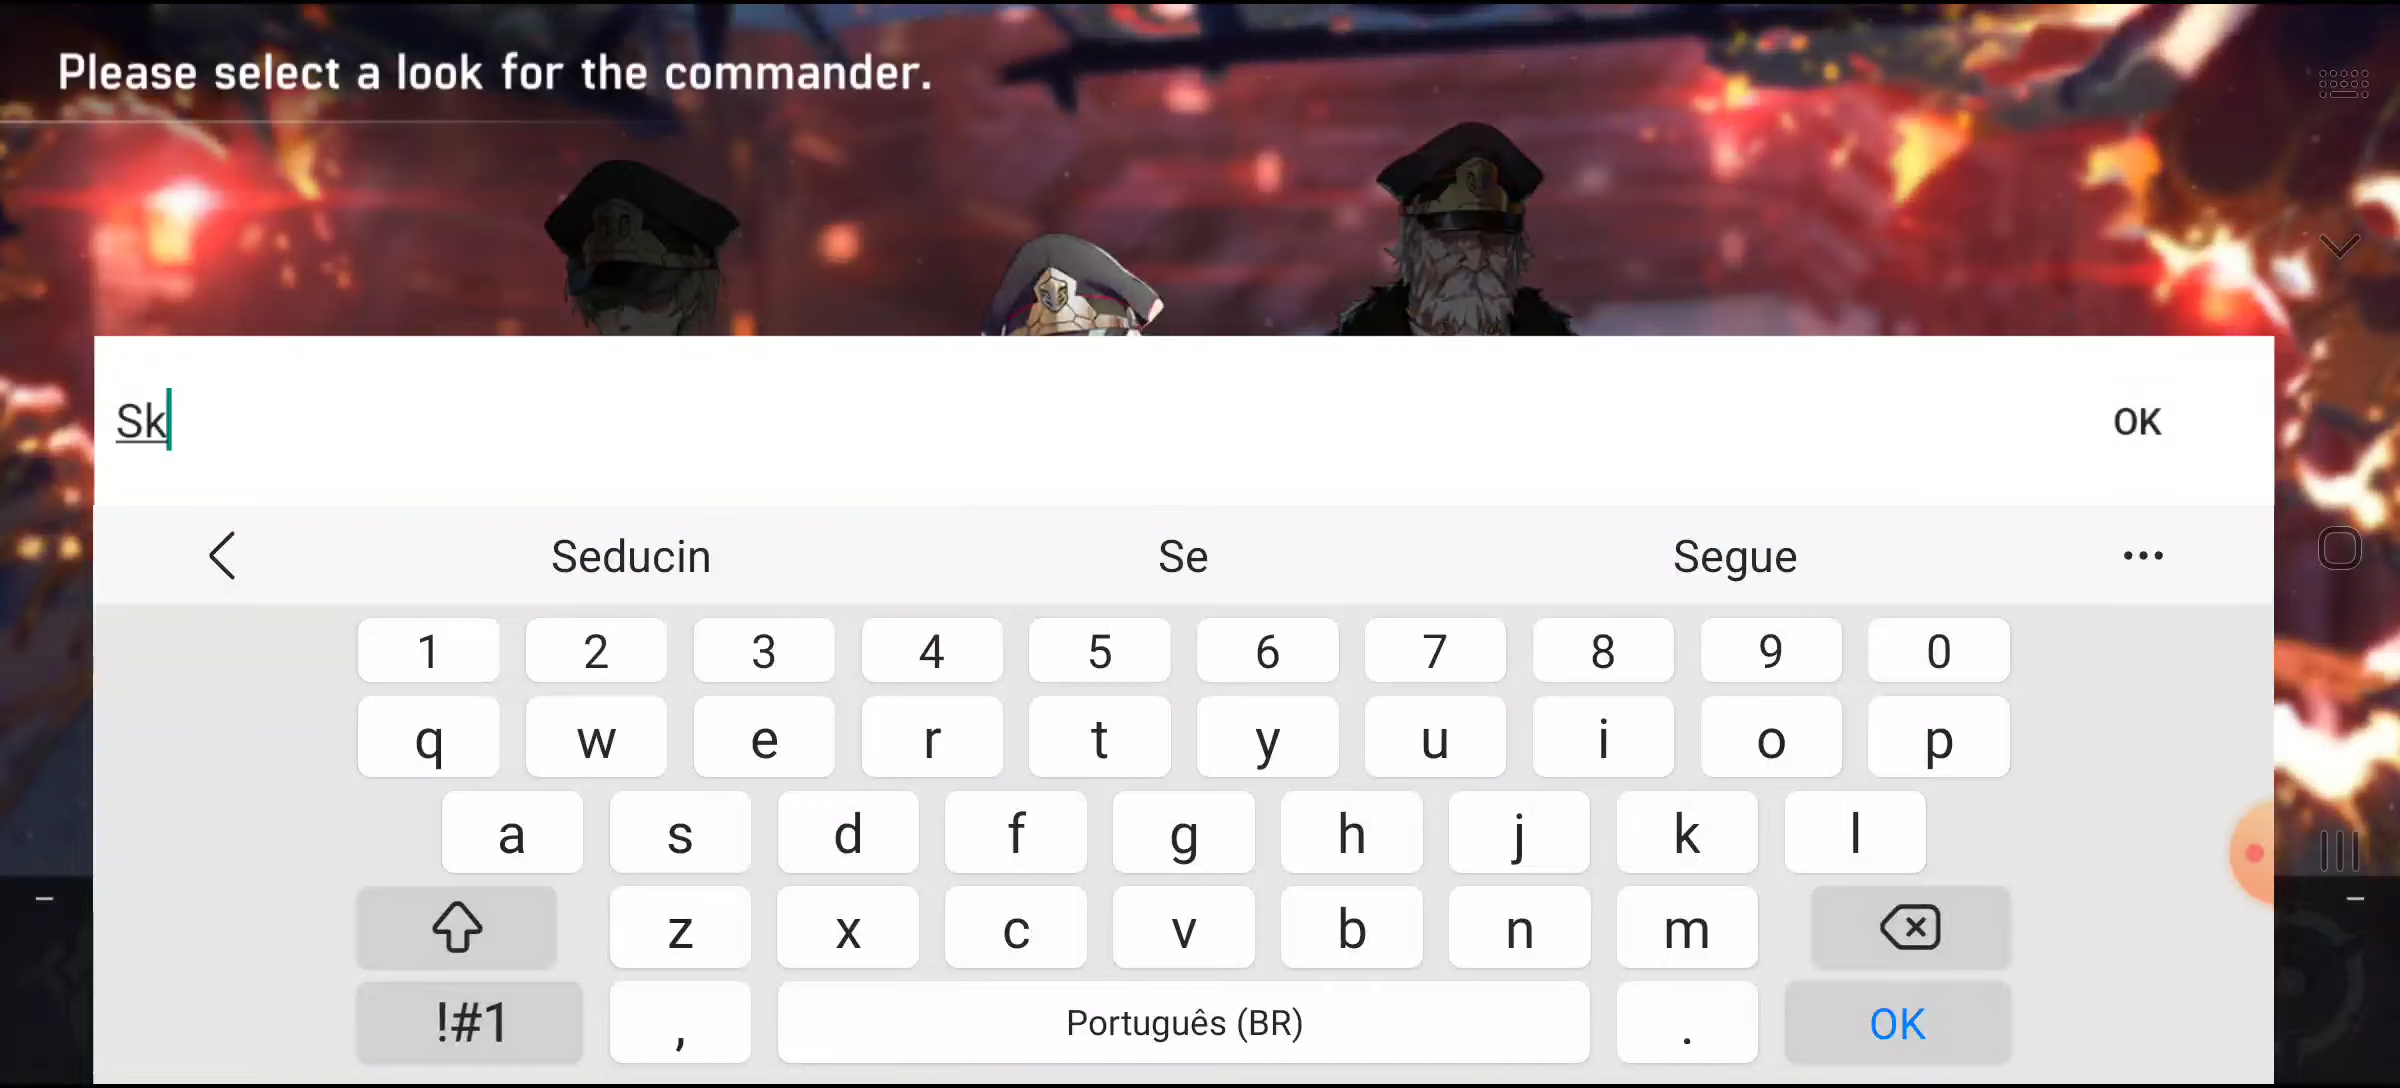 Please select a look for the commander.
Sk
OK
Seducin Se Segue
1 2 3 4 5 6 7 8 9 0
q w e r t y u i o p
a s d f g h j k l
z x c v b n m
!#1 , Português (BR) . OK